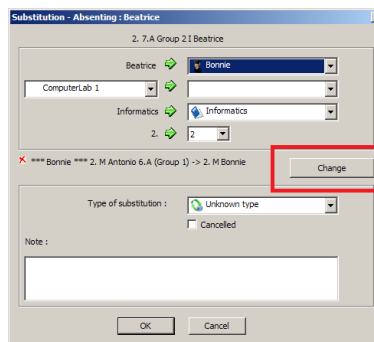 Substitution - Absenting : Beatrice
2. 7.A Group 2 I Beatrice
Beatrice Bonnie
ComputerLab 1
Informatics Informatics
2. 2
*** Bonnie *** 2. M Antonio 6.A (Group 1) -> 2. M Bonnie Change
Type of substitution : Unknown type
Cancelled
Note :
OK Cancel